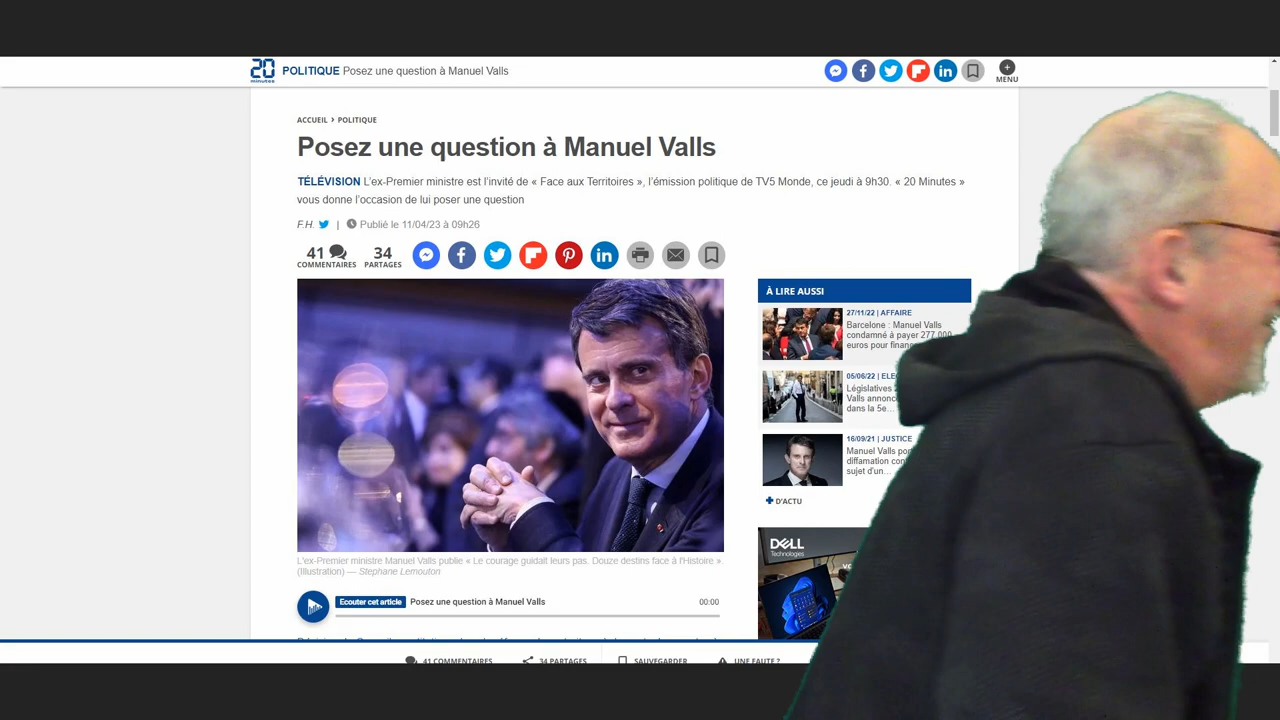 20
minutes
POLITIQUE Posez une question à Manuel Valls
MENU
ACCUEIL › POLITIQUE
Posez une question à Manuel Valls
TÉLÉVISION L'ex-Premier ministre est l'invité de « Face aux Territoires », l'émission politique de TV5 Monde, ce jeudi à 9h30. « 20 Minutes »
vous donne l'occasion de lui poser une question
F.H. | Publié le 11/04/23 à 09h26
41
COMMENTAIRES
34
PARTAGES
À LIRE AUSSI
27/11/22 | AFFAIRE
Barcelone : Manuel Valls
condamné à payer 277.000
euros pour
05/06/22 |
Législatives
Valls
dans la 5e...
16/09/21 | JUSTICE
Manuel Valls
diffamation
sujet d'un...
+ D'ACTU
DELL
Technologies
L'ex-Premier ministre Manuel Valls publie « Le courage guidait leurs pas. Douze destins face à l'Histoire ».
(Illustration) — Stephane Lemouton
Ecouter cet article Posez une question à Manuel Valls 00:00
41 COMMENTAIRES 34 PARTAGES SAUVEGARDER UNE FAUTE ?